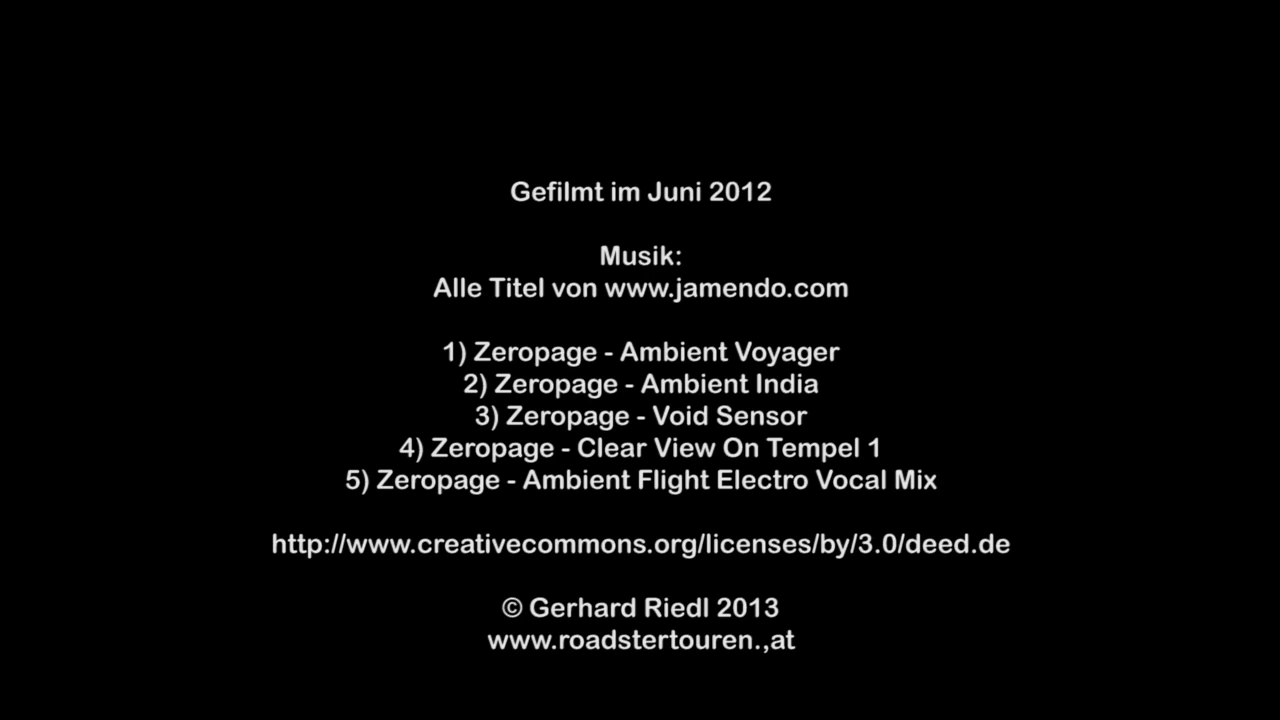 Gefilmt im Juni 2012
Musik:
Alle Titel von www.jamendo.com
1) Zeropage - Ambient Voyager
2) Zeropage - Ambient India
3) Zeropage - Void Sensor
4) Zeropage - Clear View On Tempel 1
5) Zeropage - Ambient Flight Electro Vocal Mix
http://www.creativecommons.org/licenses/by/3.0/deed.de
© Gerhard Riedl 2013
www.roadstertouren.,at